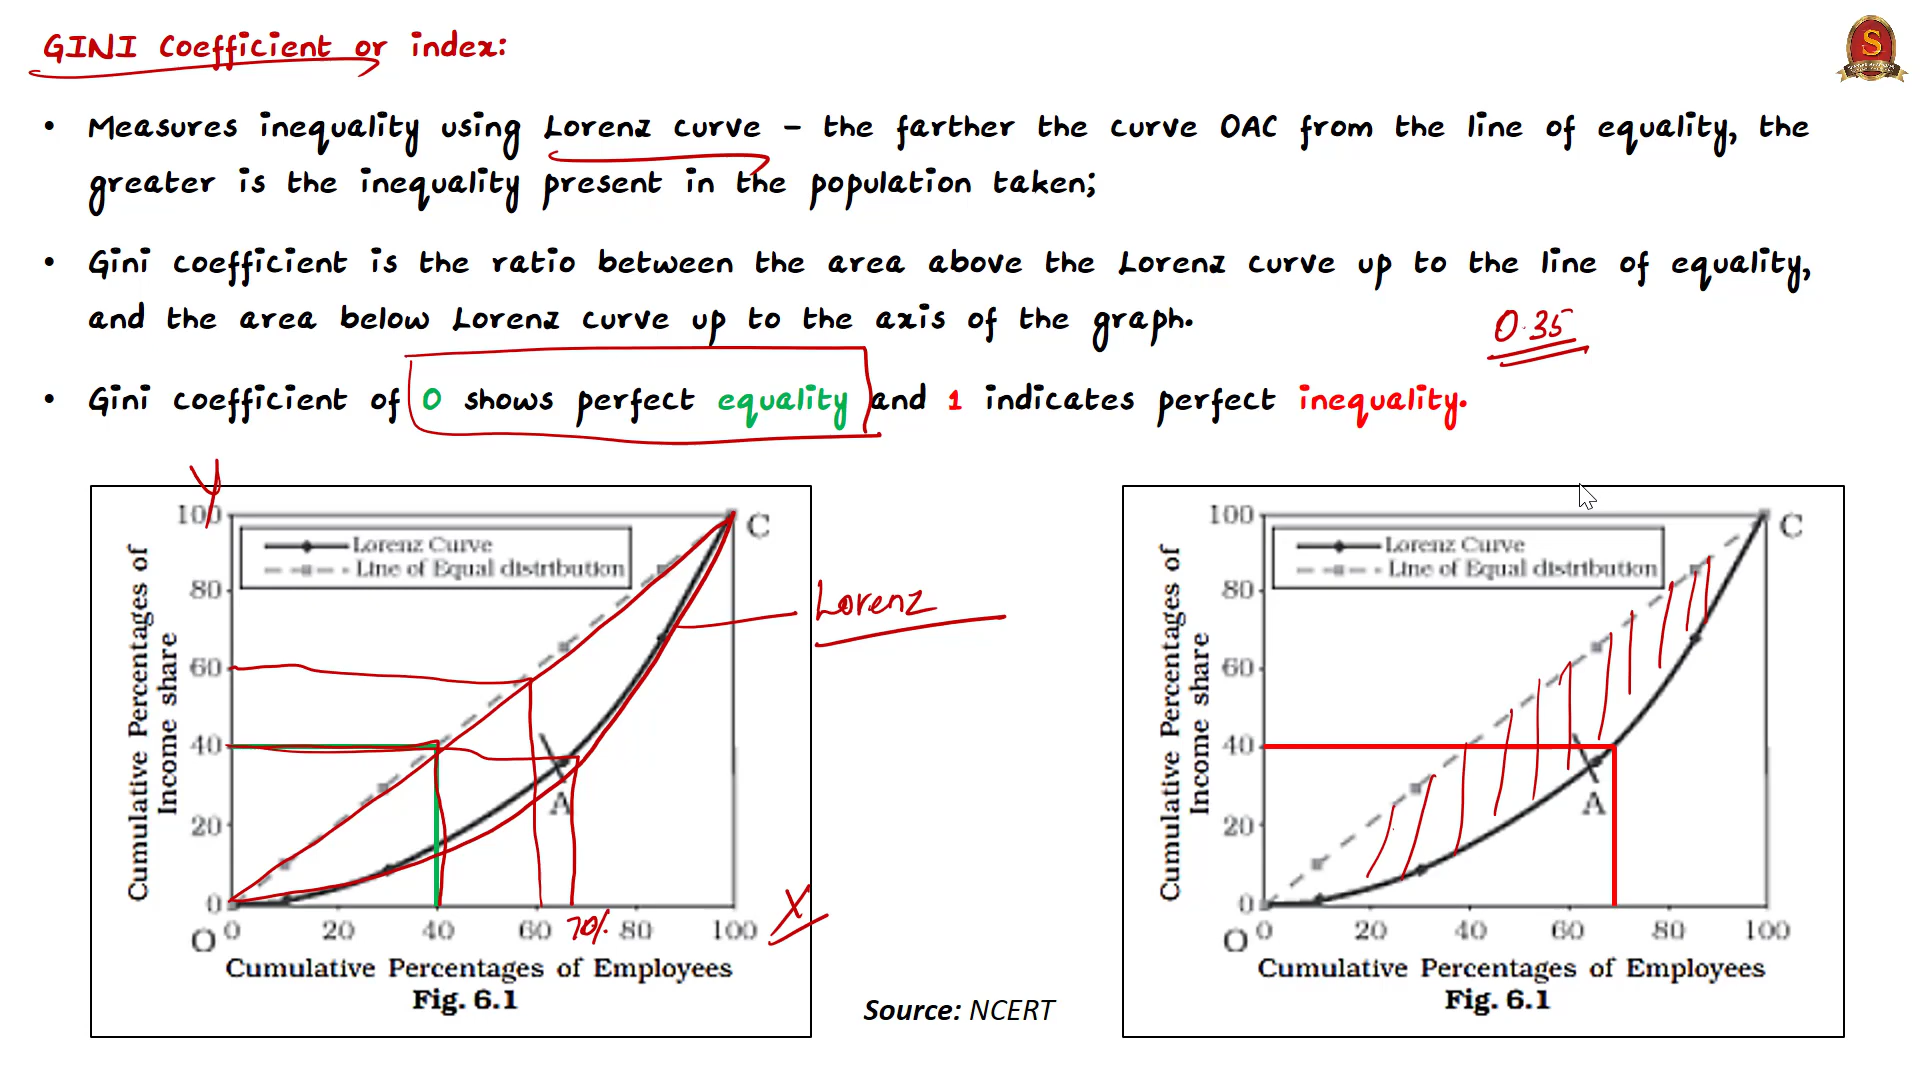 GINI Coefficient or index:
S
• Measures inequality using Lorenz curve – the farther the curve OAC from the line of equality, the
greater is the inequality present in the population taken;
• Gini coefficient is the ratio between the area above the Lorenz curve up to the line of equality,
and the area below Lorenz curve up to the axis of the graph.
0.35
• Gini coefficient of 0 shows perfect equality and 1 indicates perfect inequality.
Y
100
C
Lorenz Curve
Line of Equal distribution
80
60
40
20
0
A
Lorenz
Cumulative Percentages of
Income share
X
O 0 20 40 60 70% 80 100
Cumulative Percentages of Employees
Fig. 6.1
Source: NCERT
100
C
Lorenz Curve
Line of Equal distribution
80
60
40
20
0
A
Cumulative Percentages of
Income share
O 0 20 40 60 80 100
Cumulative Percentages of Employees
Fig. 6.1